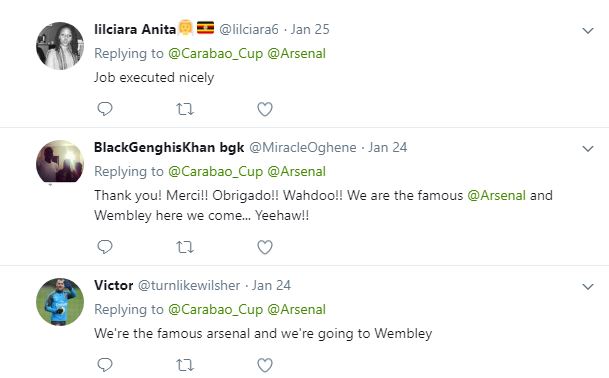 lilciara Anita @lilciara6 · Jan 25
Replying to @Carabao_Cup @Arsenal
Job executed nicely
BlackGenghisKhan bgk @MiracleOghene · Jan 24
Replying to @Carabao_Cup @Arsenal
Thank you! Merci!! Obrigado!! Wahdoo!! We are the famous @Arsenal and
Wembley here we come... Yeehaw!!
Victor @turnlikewilsher · Jan 24
Replying to @Carabao_Cup @Arsenal
We're the famous arsenal and we're going to Wembley